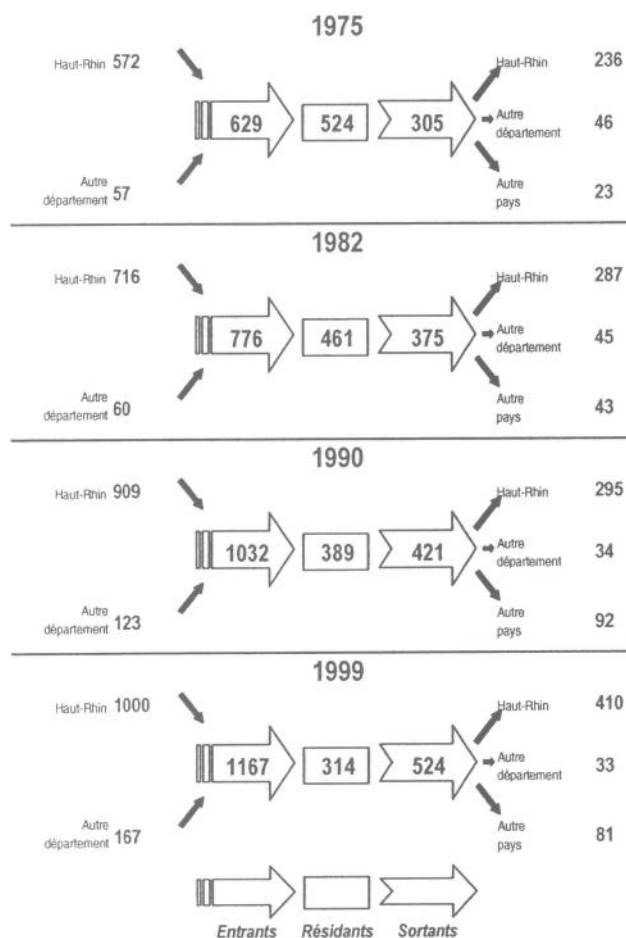 1975
Haut-Rhin 572
Haut-Rhin 236
629 524 305
Autre
département 46
Autre
département 57
Autre
pays 23
1982
Haut-Rhin 716
Haut-Rhin 287
776 461 375
Autre
département 45
Autre
département 60
Autre
pays 43
1990
Haut-Rhin 909
Haut-Rhin 295
1032 389 421
Autre
département 34
Autre
département 123
Autre
pays 92
1999
Haut-Rhin 1000
Haut-Rhin 410
1167 314 524
Autre
département 33
Autre
département 167
Autre
pays 81
Entrants Résidants Sortants